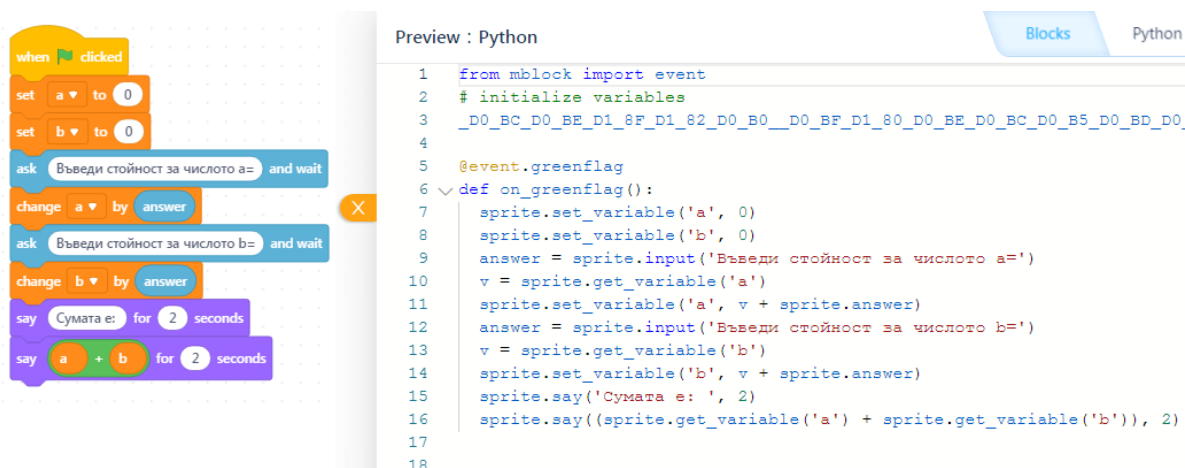 when clicked
set a ▼ to 0
set b ▼ to 0
ask Въведи стойност за числото a= and wait
change a ▼ by answer
ask Въведи стойност за числото b= and wait
change b ▼ by answer
say Сумата е: for 2 seconds
say a + b for 2 seconds
X
Preview : Python
Blocks Python
1 from mblock import event
2 # initialize variables
3 _D0_BC_D0_BE_D1_8F_D1_82_D0_B0__D0_BF_D1_80_D0_BE_D0_BC_D0_B5_D0_BD_D0_
4
5 @event.greenflag
6 def on_greenflag():
7 sprite.set_variable('a', 0)
8 sprite.set_variable('b', 0)
9 answer = sprite.input('Въведи стойност за числото a=')
10 v = sprite.get_variable('a')
11 sprite.set_variable('a', v + sprite.answer)
12 answer = sprite.input('Въведи стойност за числото b=')
13 v = sprite.get_variable('b')
14 sprite.set_variable('b', v + sprite.answer)
15 sprite.say('Сумата е: ', 2)
16 sprite.say((sprite.get_variable('a') + sprite.get_variable('b')), 2)
17
18